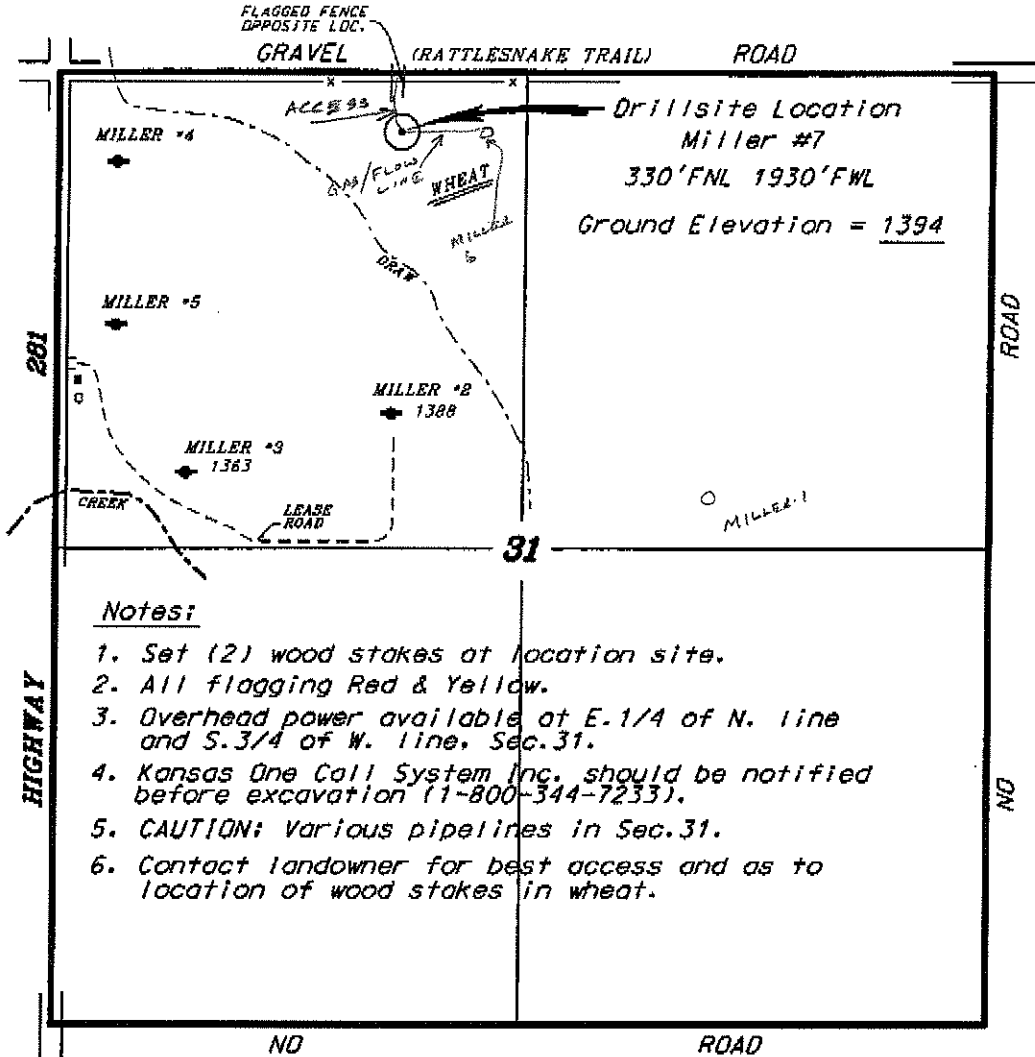 FLAGGED FENCE
OPPOSITE LOC.
GRAVEL (RATTLESNAKE TRAIL) ROAD
ACCESS
Drillsite Location
Miller #7
330'FNL 1930'FWL
Ground Elevation = 1394
MILLER #4
GAS/FLOW
LINE
WHEAT
MILLER
6
DRAW
MILLER #5
281
ROAD
MILLER #2
1388
MILLER #3
1363
CREEK
LEASE
ROAD
MILLER-1
31
Notes:
1. Set (2) wood stakes at location site.
2. All flagging Red & Yellow.
3. Overhead power available at E.1/4 of N. line
and S.3/4 of W. line, Sec.31.
4. Kansas One Call System Inc. should be notified
before excavation (1-800-344-7233).
5. CAUTION: Various pipelines in Sec.31.
6. Contact landowner for best access and as to
location of wood stakes in wheat.
HIGHWAY
NO
NO ROAD